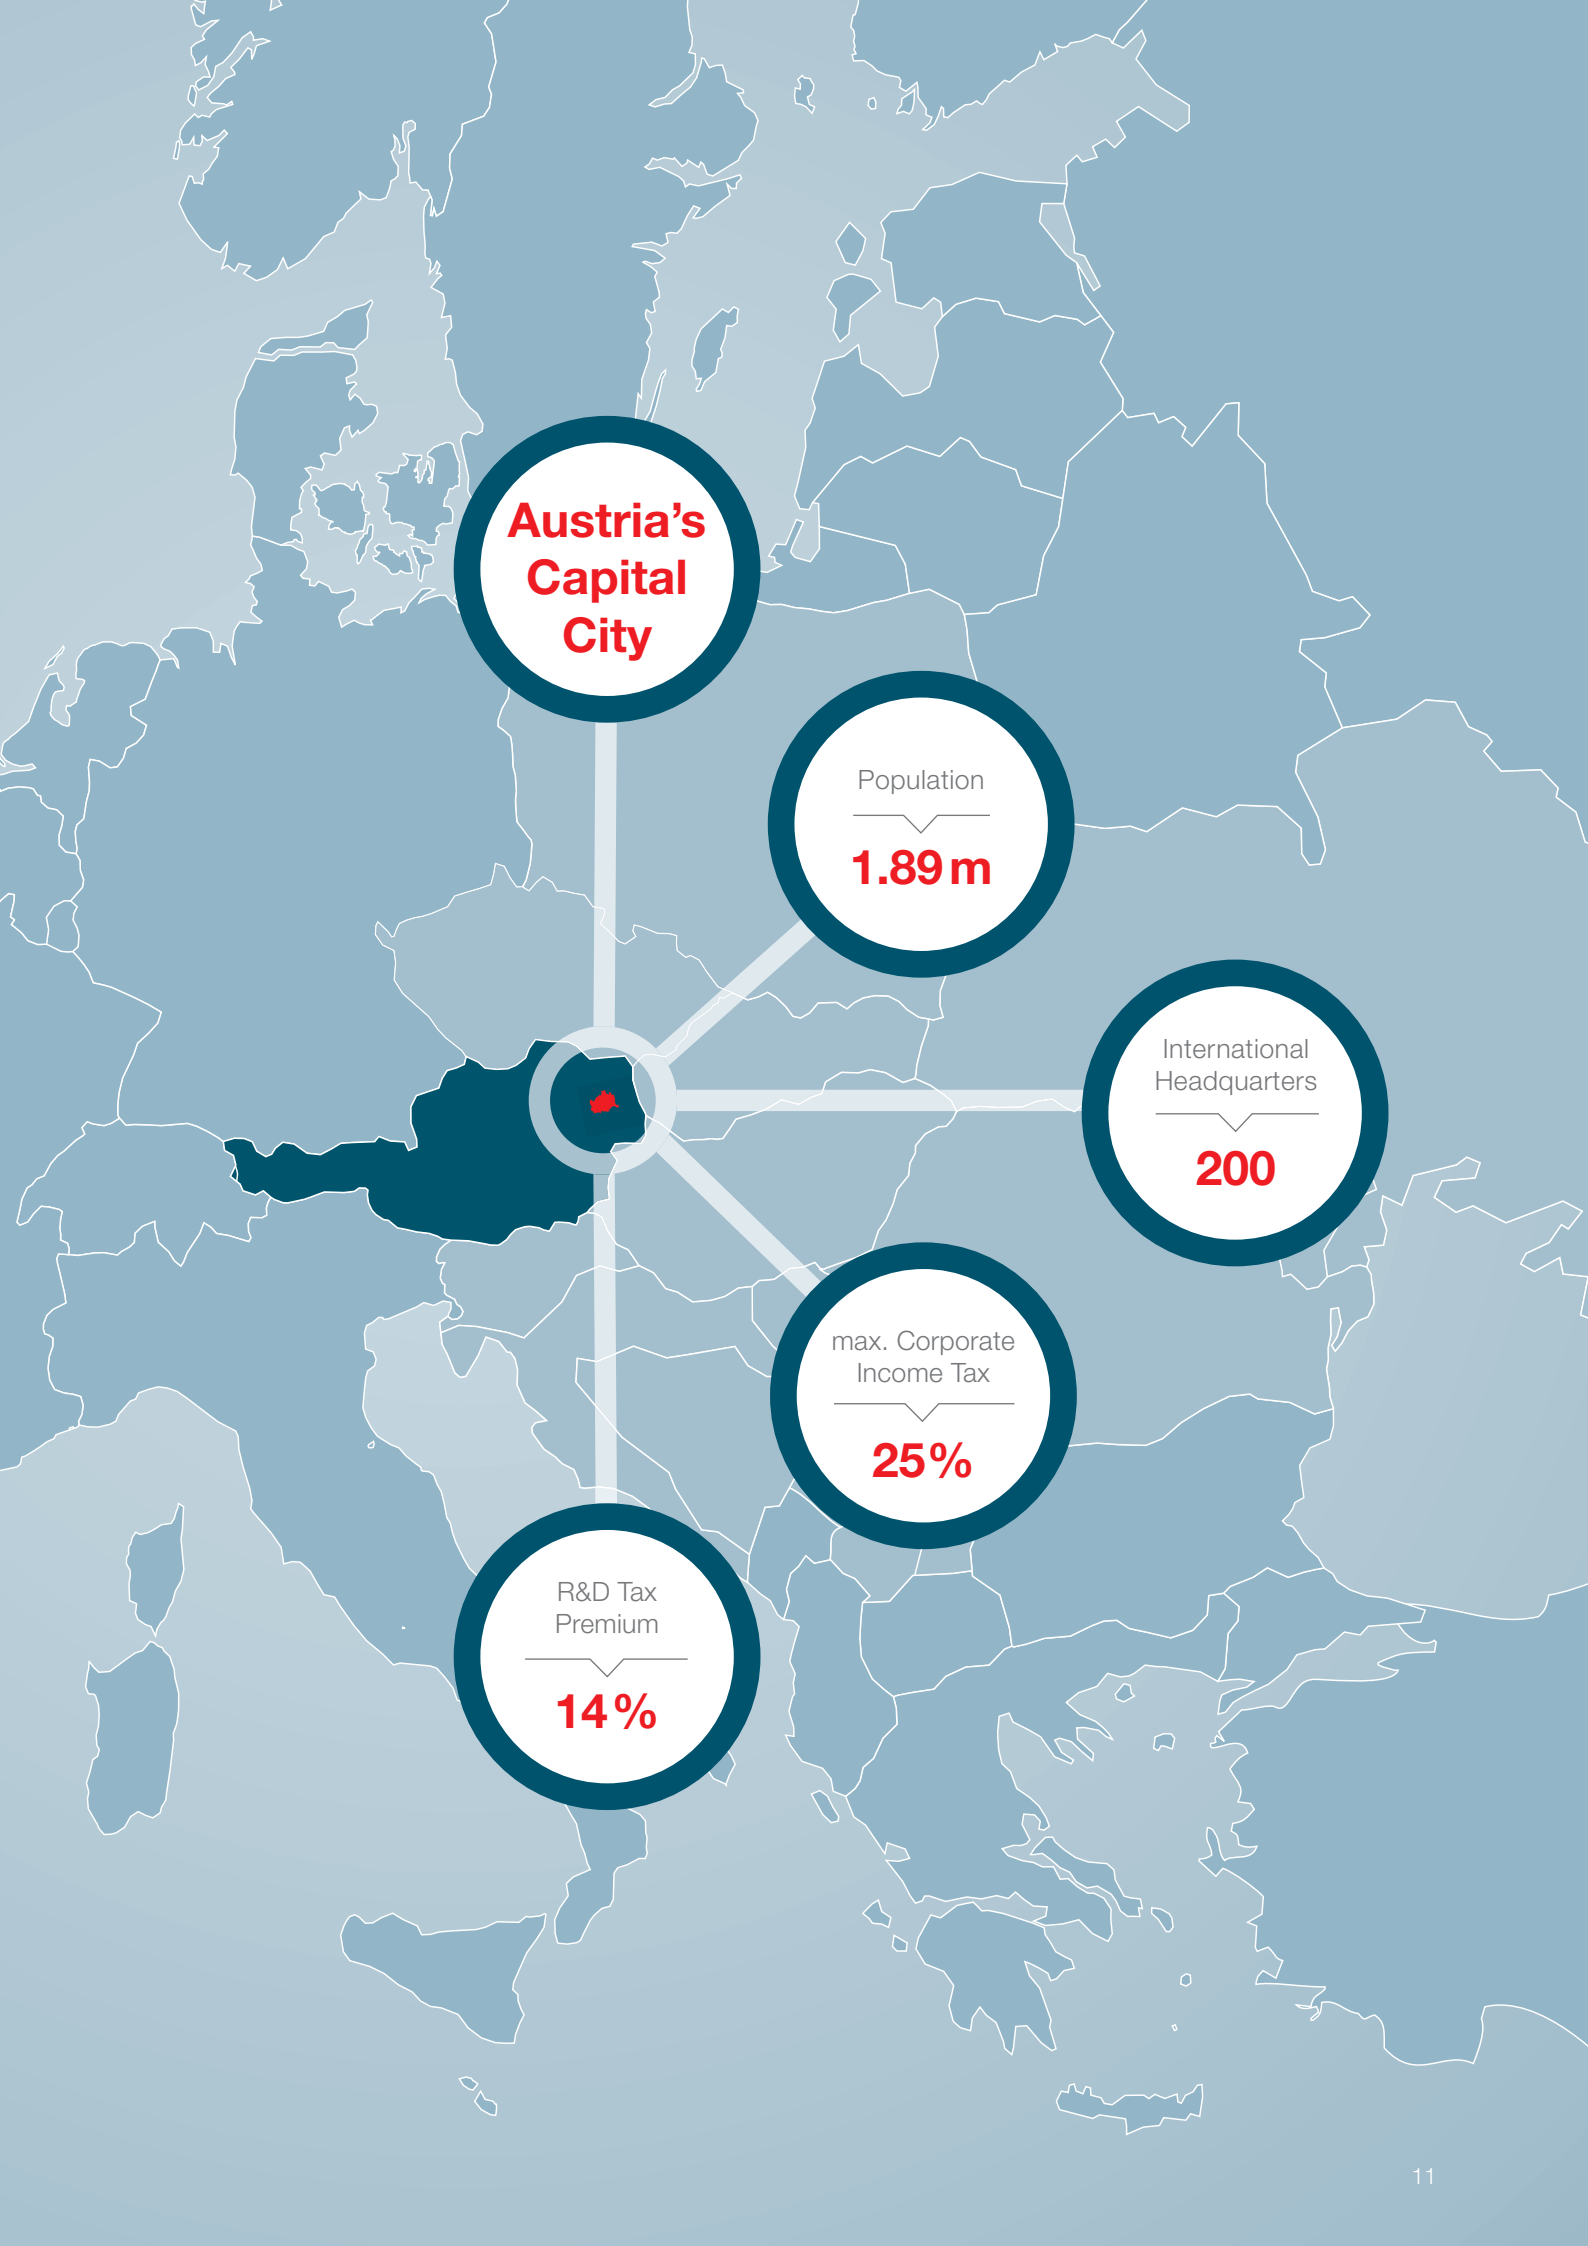 Austria’s
Capital
City
Population
1.89 m
International
Headquarters
200
max. Corporate
Income Tax
25 %
R&D Tax
Premium
14 %
11